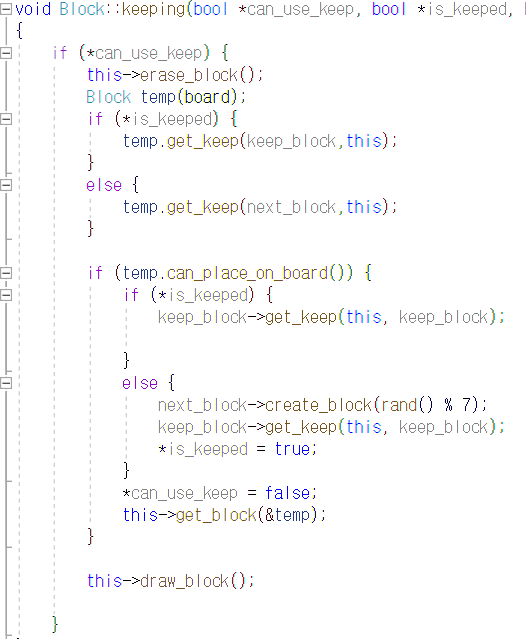 void Block::keeping(bool *can_use_keep, bool *is_keeped,
{
    if (*can_use_keep) {
        this->erase_block();
        Block temp(board);
        if (*is_keeped) {
            temp.get_keep(keep_block,this);
        }
        else {
            temp.get_keep(next_block,this);
        }
        if (temp.can_place_on_board()) {
            if (*is_keeped) {
                keep_block->get_keep(this, keep_block);
            }
            else {
                next_block->create_block(rand() % 7);
                keep_block->get_keep(this, keep_block);
                *is_keeped = true;
            }
            *can_use_keep = false;
            this->get_block(&temp);
        }
        this->draw_block();
    }